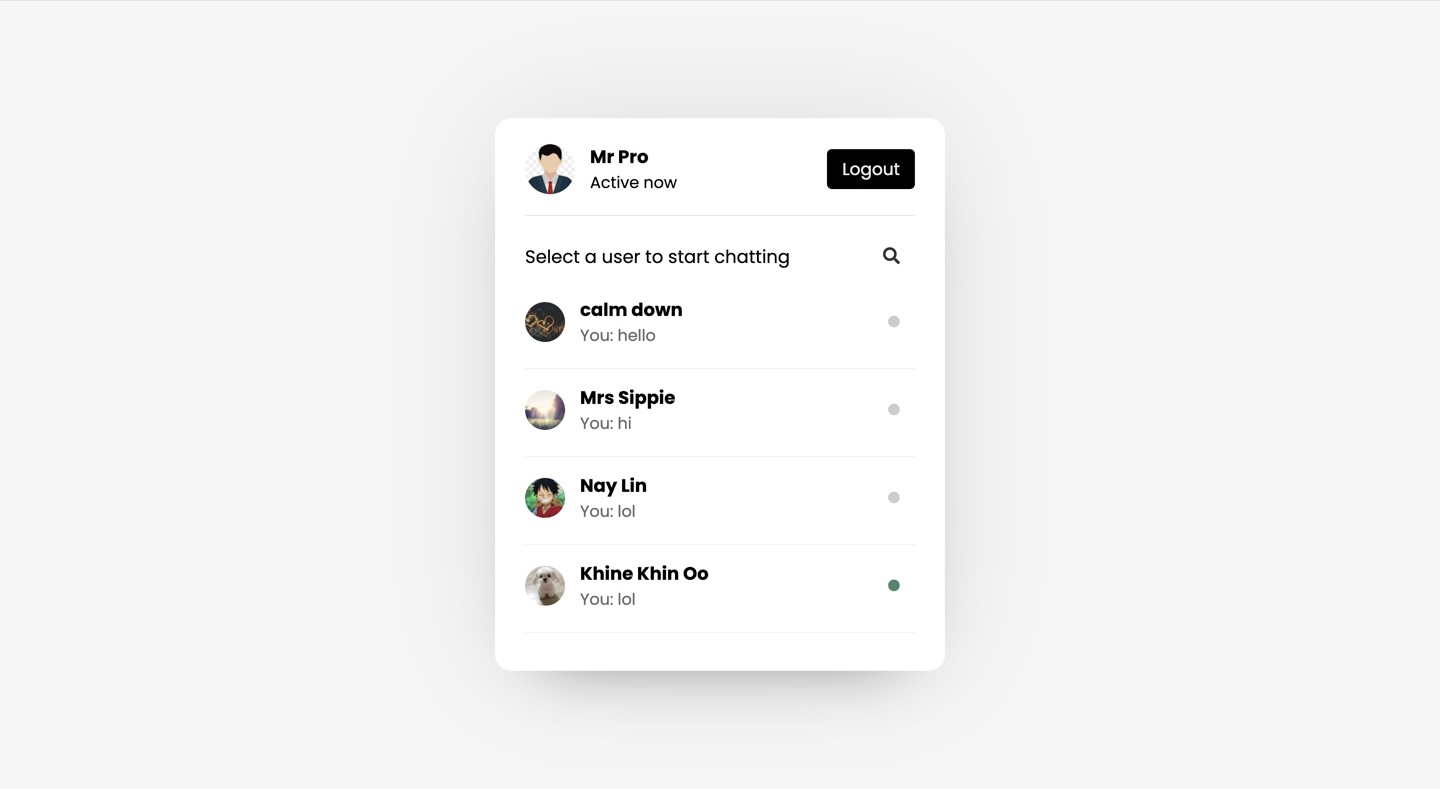 Mr Pro
Active now
Logout
Select a user to start chatting
calm down
You: hello
Mrs Sippie
You: hi
Nay Lin
You: lol
Khine Khin Oo
You: lol